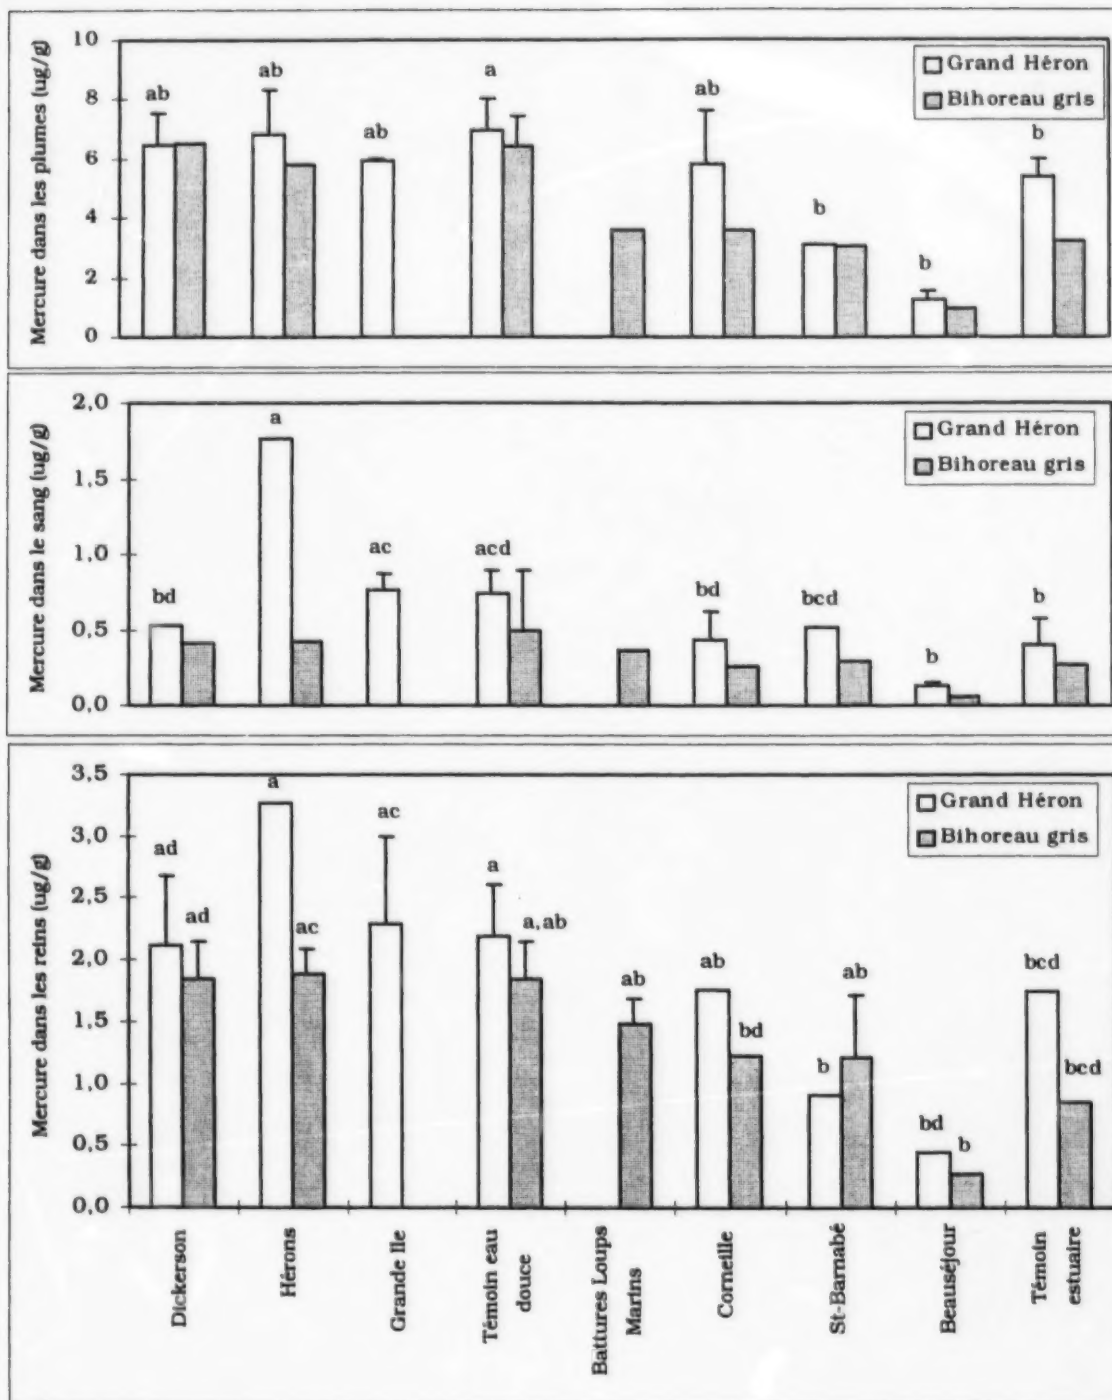 Mercure dans les plumes (ug/g)
10
8
6
4
2
0
ab
ab
ab
a
ab
b
b
b
Grand Héron
Bihoreau gris
Mercure dans le sang (ug/g)
2,0
1,5
1,0
0,5
0,0
bd
a
ac
acd
bd
bcd
b
b
Grand Héron
Bihoreau gris
Mercure dans les reins (ug/g)
3,5
3,0
2,5
2,0
1,5
1,0
0,5
0,0
ad
ad
a
ac
ac
a
a,ab
ab
ab
bd
b
ab
bd
b
bcd
bcd
Grand Héron
Bihoreau gris
Dickerson
Hérons
Grande Ile
Témoin eau
douce
Battures Loups
Marins
Corneille
St-Barnabé
Beauséjour
Témoin
estuaire